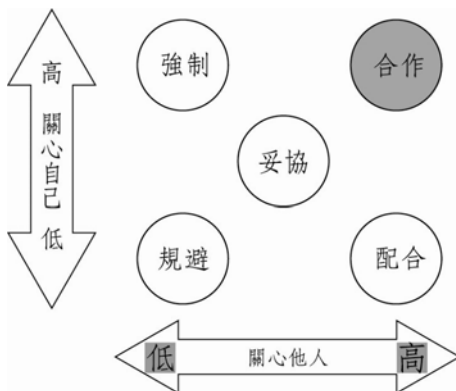 強制
合作
高
關心自己
低
妥協
規避
配合
低
關心他人
高